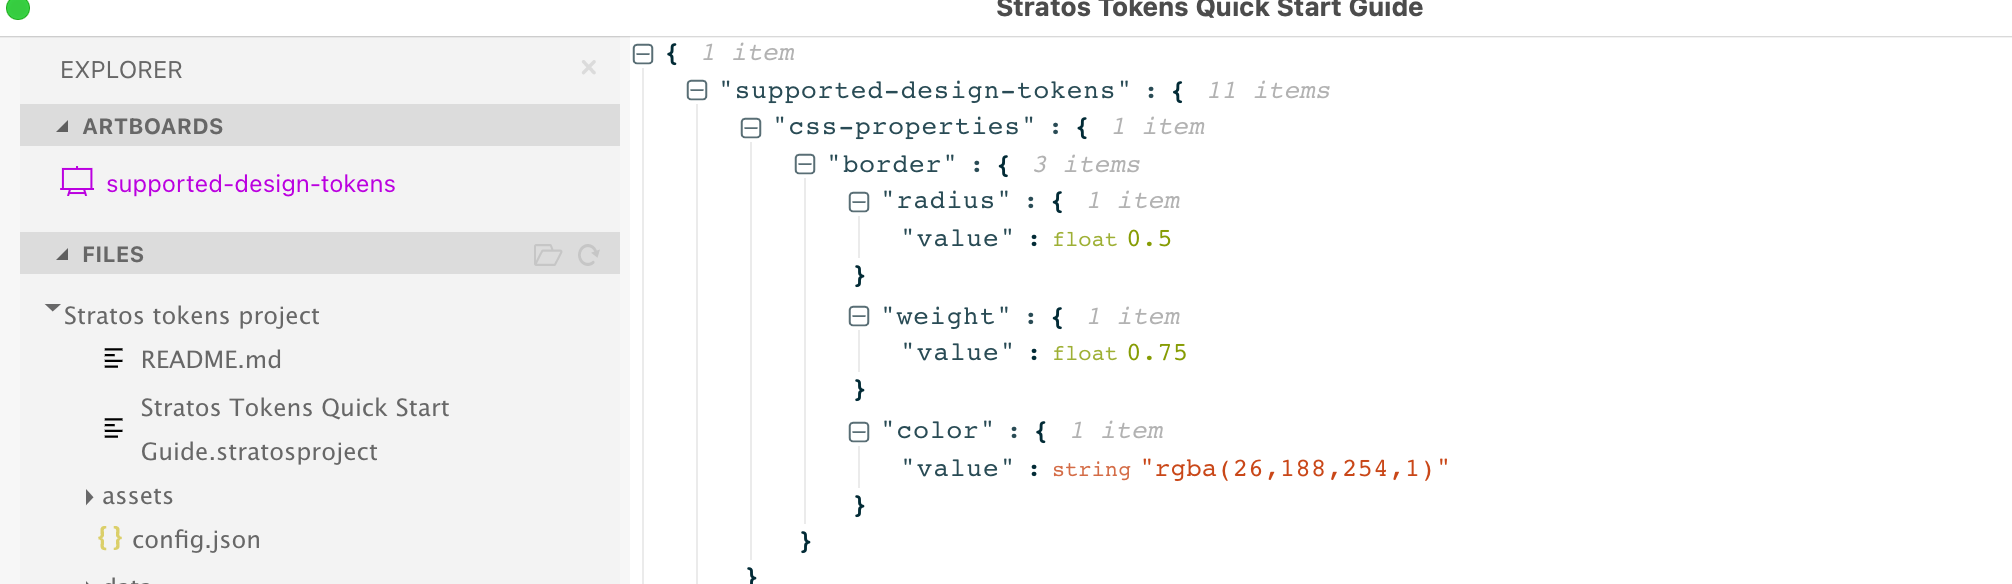 Stratos Tokens Quick Start Guide
EXPLORER
ARTBOARDS
supported-design-tokens
FILES
Stratos tokens project
README.md
Stratos Tokens Quick Start
Guide.stratosproject
assets
{} config.json
{ 1 item
"supported-design-tokens" : { 11 items
"css-properties" : { 1 item
"border" : { 3 items
"radius" : { 1 item
"value" : float 0.5
}
"weight" : { 1 item
"value" : float 0.75
}
"color" : { 1 item
"value" : string "rgba(26,188,254,1)"
}
}
}